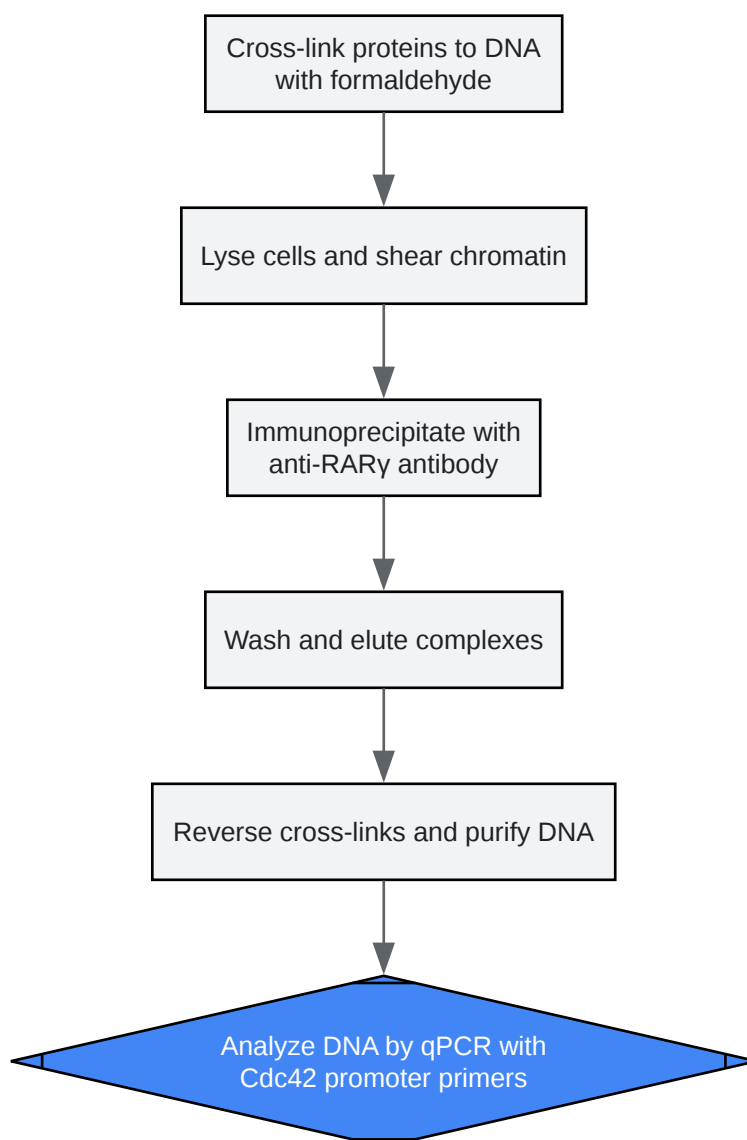 Cross-link proteins to DNA
with formaldehyde
Lyse cells and shear chromatin
Immunoprecipitate with
anti-RARγ antibody
Wash and elute complexes
Reverse cross-links and purify DNA
Analyze DNA by qPCR with
Cdc42 promoter primers